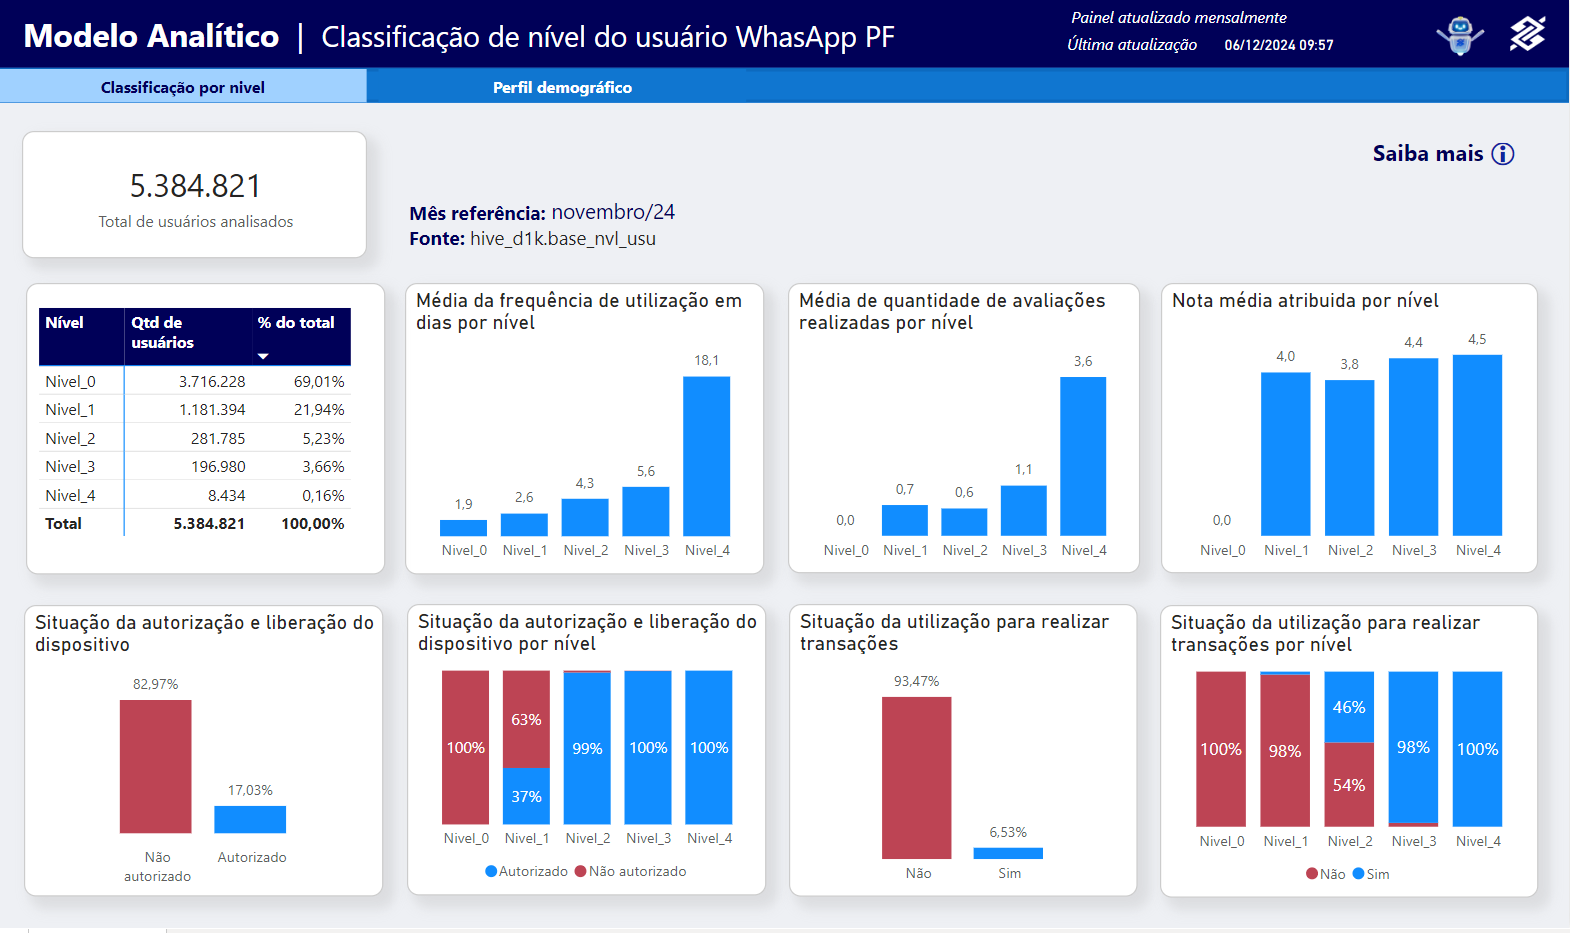 Modelo Analítico | Classificação de nível do usuário WhasApp PF
Painel atualizado mensalmente
Última atualização 06/12/2024 09:57
Classificação por nivel
Perfil demográfico
5.384.821
Total de usuários analisados
Saiba mais
Mês referência: novembro/24
Fonte: hive_d1k.base_nvl_usu
Nível Qtd de usuários % do total
Nivel_0 3.716.228 69,01%
Nivel_1 1.181.394 21,94%
Nivel_2 281.785 5,23%
Nivel_3 196.980 3,66%
Nivel_4 8.434 0,16%
Total 5.384.821 100,00%
Média da frequência de utilização em
dias por nível
1,9 2,6 4,3 5,6 18,1
Nivel_0 Nivel_1 Nivel_2 Nivel_3 Nivel_4
Média de quantidade de avaliações
realizadas por nível
0,0 0,7 0,6 1,1 3,6
Nivel_0 Nivel_1 Nivel_2 Nivel_3 Nivel_4
Nota média atribuida por nível
0,0 4,0 3,8 4,4 4,5
Nivel_0 Nivel_1 Nivel_2 Nivel_3 Nivel_4
Situação da autorização e liberação do
dispositivo
82,97%
17,03%
Não autorizado
Autorizado
Situação da autorização e liberação do
dispositivo por nível
100% 63% 37% 99% 100% 100%
Nivel_0 Nivel_1 Nivel_2 Nivel_3 Nivel_4
Autorizado Não autorizado
Situação da utilização para realizar
transações
93,47%
6,53%
Não Sim
Situação da utilização para realizar
transações por nível
100% 98% 46% 54% 98% 100%
Nivel_0 Nivel_1 Nivel_2 Nivel_3 Nivel_4
Não Sim